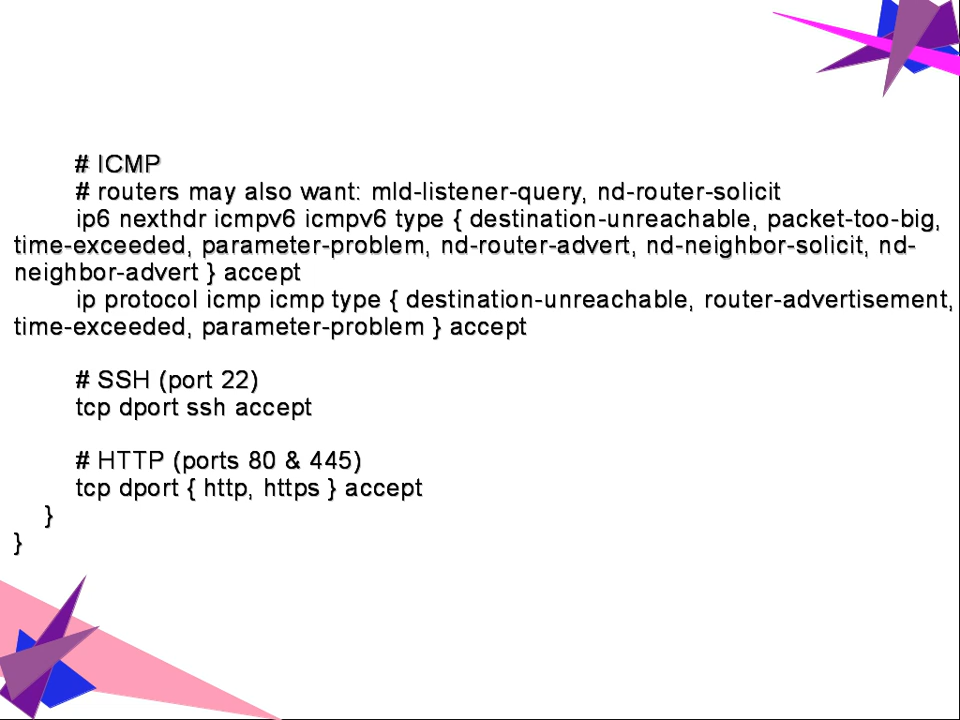 # ICMP
# routers may also want: mld-listener-query, nd-router-solicit
ip6 nexthdr icmpv6 icmpv6 type { destination-unreachable, packet-too-big,
time-exceeded, parameter-problem, nd-router-advert, nd-neighbor-solicit, nd-
neighbor-advert } accept
ip protocol icmp icmp type { destination-unreachable, router-advertisement,
time-exceeded, parameter-problem } accept
# SSH (port 22)
tcp dport ssh accept
# HTTP (ports 80 & 445)
tcp dport { http, https } accept
}
}